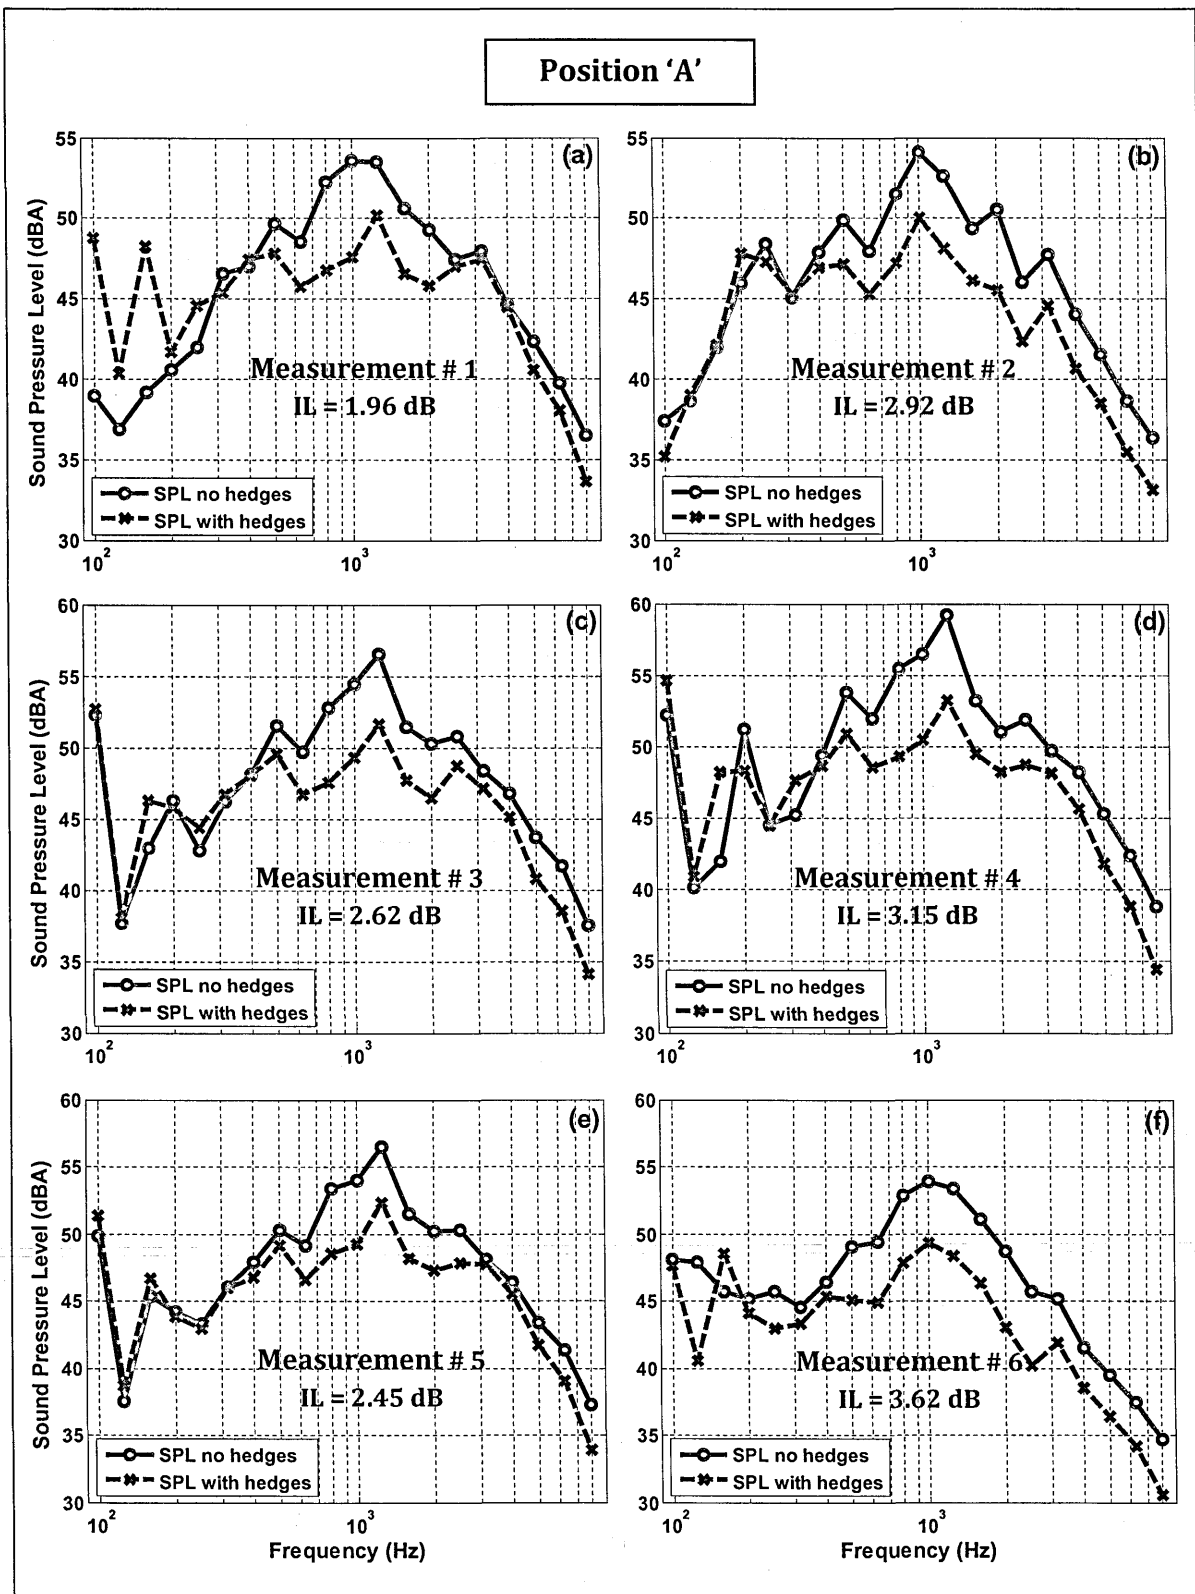 Position ‘A’
(a)
55
50
45
40
35
30
Sound Pressure Level (dBA)
Measurement # 1
IL = 1.96 dB
SPL no hedges
SPL with hedges
10² 10³
(b)
55
50
45
40
35
30
Measurement # 2
IL = 2.92 dB
SPL no hedges
SPL with hedges
10² 10³
(c)
60
55
50
45
40
35
30
Sound Pressure Level (dBA)
Measurement # 3
IL = 2.62 dB
SPL no hedges
SPL with hedges
10² 10³
(d)
60
55
50
45
40
35
30
Measurement # 4
IL = 3.15 dB
SPL no hedges
SPL with hedges
10² 10³
(e)
60
55
50
45
40
35
30
Sound Pressure Level (dBA)
Measurement # 5
IL = 2.45 dB
SPL no hedges
SPL with hedges
10² 10³
Frequency (Hz)
(f)
60
55
50
45
40
35
30
Measurement # 6
IL = 3.62 dB
SPL no hedges
SPL with hedges
10² 10³
Frequency (Hz)